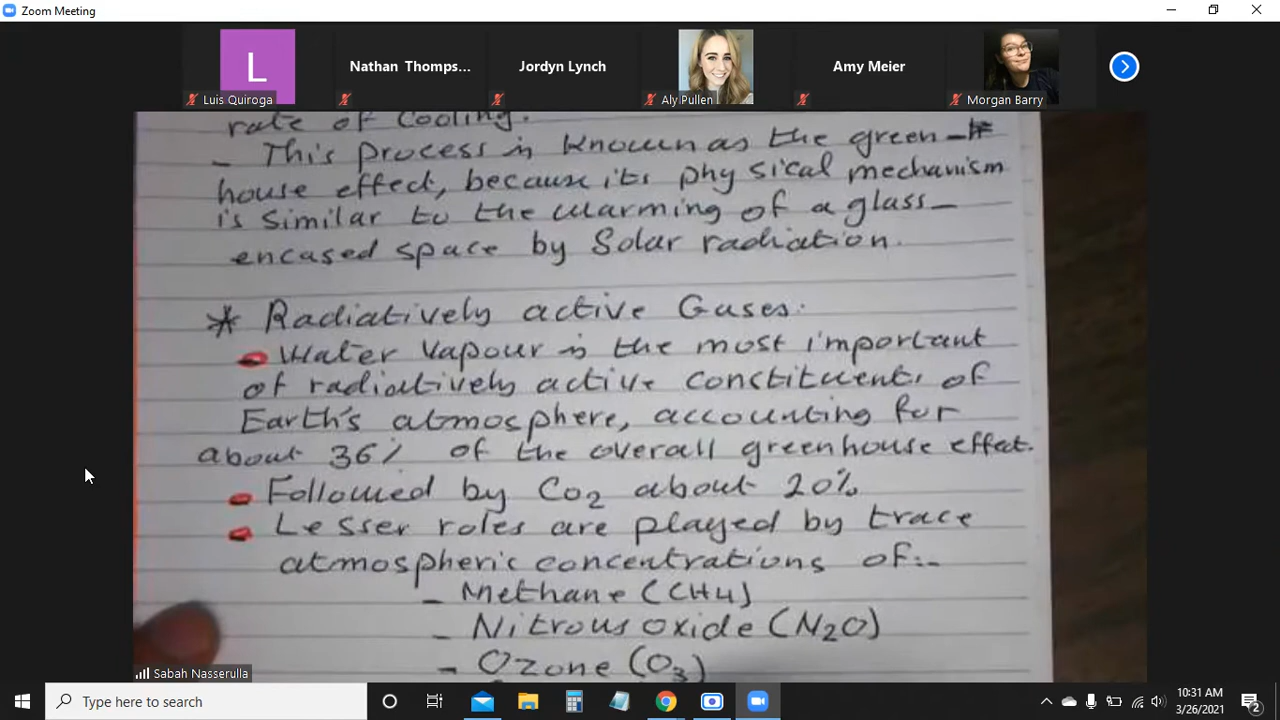 Zoom Meeting
L
Luis Quiroga
Nathan Thomps...
Jordyn Lynch
Aly Pullen
Amy Meier
Morgan Barry
rate of cooling.
- This process is known as the green-
house effect, because its physical mechanism
is similar to the warming of a glass-
encased space by Solar radiation.
* Radiatively active Gases:
- Water Vapour is the most important
of radiatively active constituents of
Earth's atmosphere, accounting for
about 36% of the overall greenhouse effect.
- Followed by CO2 about 20%
- Lesser roles are played by trace
atmospheric concentrations of:-
- Methane (CH4)
- Nitrous oxide (N2O)
- Ozone (O3)
Sabah Nasserulla
Type here to search
10:31 AM
3/26/2021
2